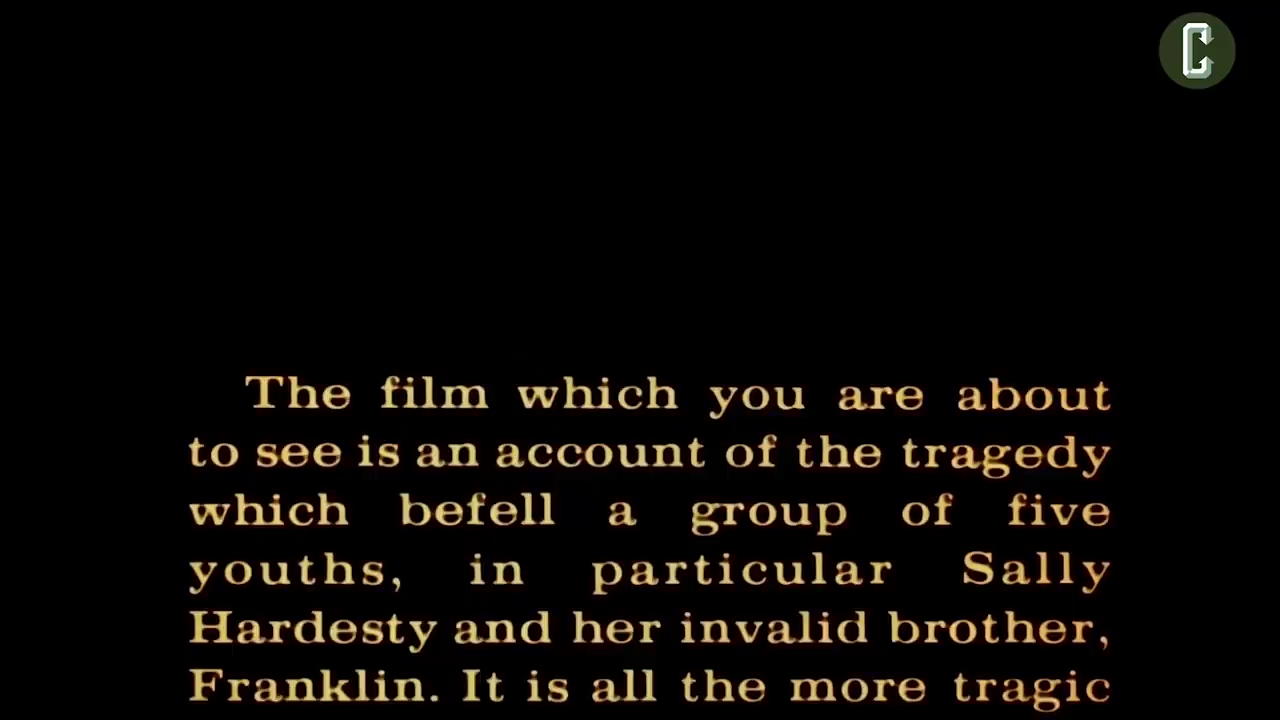 The film which you are about
to see is an account of the tragedy
which befell a group of five
youths, in particular Sally
Hardesty and her invalid brother,
Franklin. It is all the more tragic